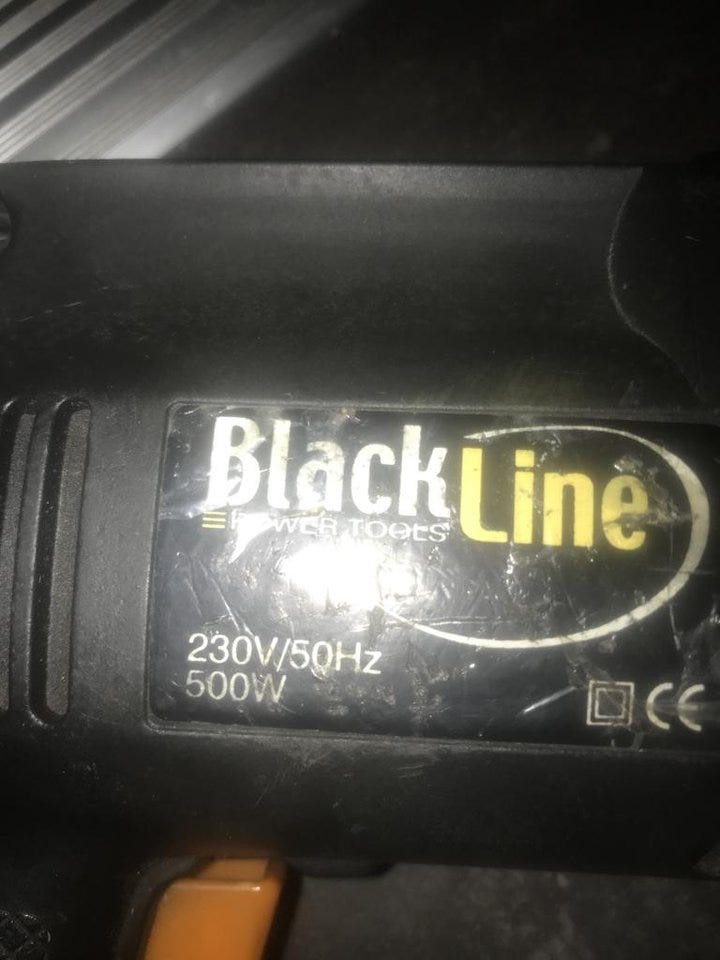 BlackLine
POWER TOOLS
230V/50Hz
500W
CE